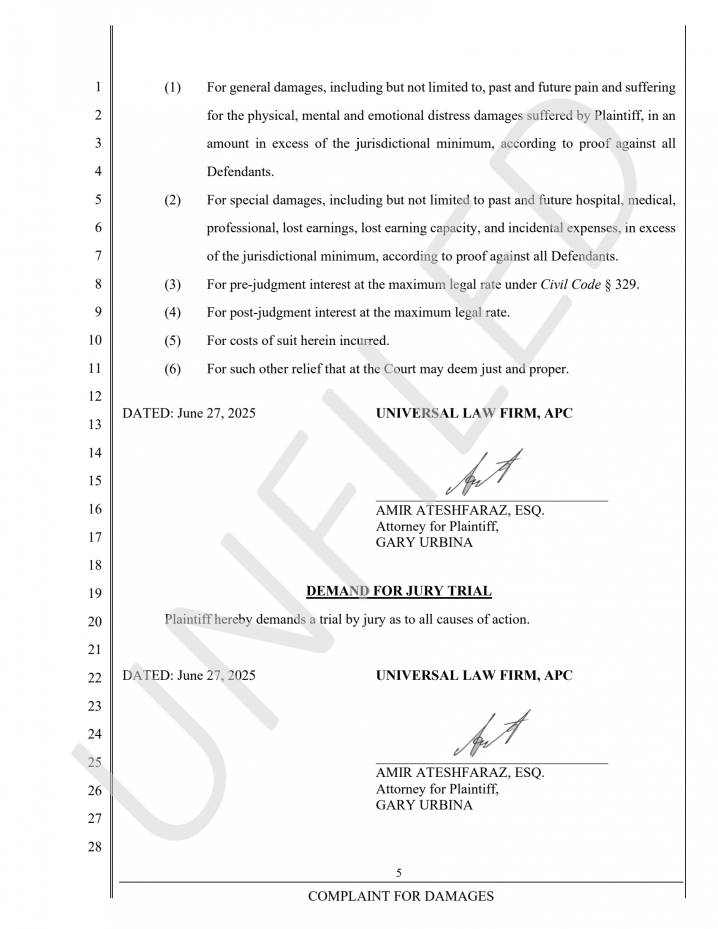 1 (1) For general damages, including but not limited to, past and future pain and suffering
2 for the physical, mental and emotional distress damages suffered by Plaintiff, in an
3 amount in excess of the jurisdictional minimum, according to proof against all
4 Defendants.
5 (2) For special damages, including but not limited to past and future hospital, medical,
6 professional, lost earnings, lost earning capacity, and incidental expenses, in excess
7 of the jurisdictional minimum, according to proof against all Defendants.
8 (3) For pre-judgment interest at the maximum legal rate under Civil Code § 329.
9 (4) For post-judgment interest at the maximum legal rate.
10 (5) For costs of suit herein incurred.
11 (6) For such other relief that at the Court may deem just and proper.
12
DATED: June 27, 2025 UNIVERSAL LAW FIRM, APC
13
14
15
16 AMIR ATESHFARAZ, ESQ.
Attorney for Plaintiff,
17 GARY URBINA
18
19 DEMAND FOR JURY TRIAL
20 Plaintiff hereby demands a trial by jury as to all causes of action.
21
22 DATED: June 27, 2025 UNIVERSAL LAW FIRM, APC
23
24
25
AMIR ATESHFARAZ, ESQ.
26 Attorney for Plaintiff,
GARY URBINA
27
28
5
COMPLAINT FOR DAMAGES
UNFILED